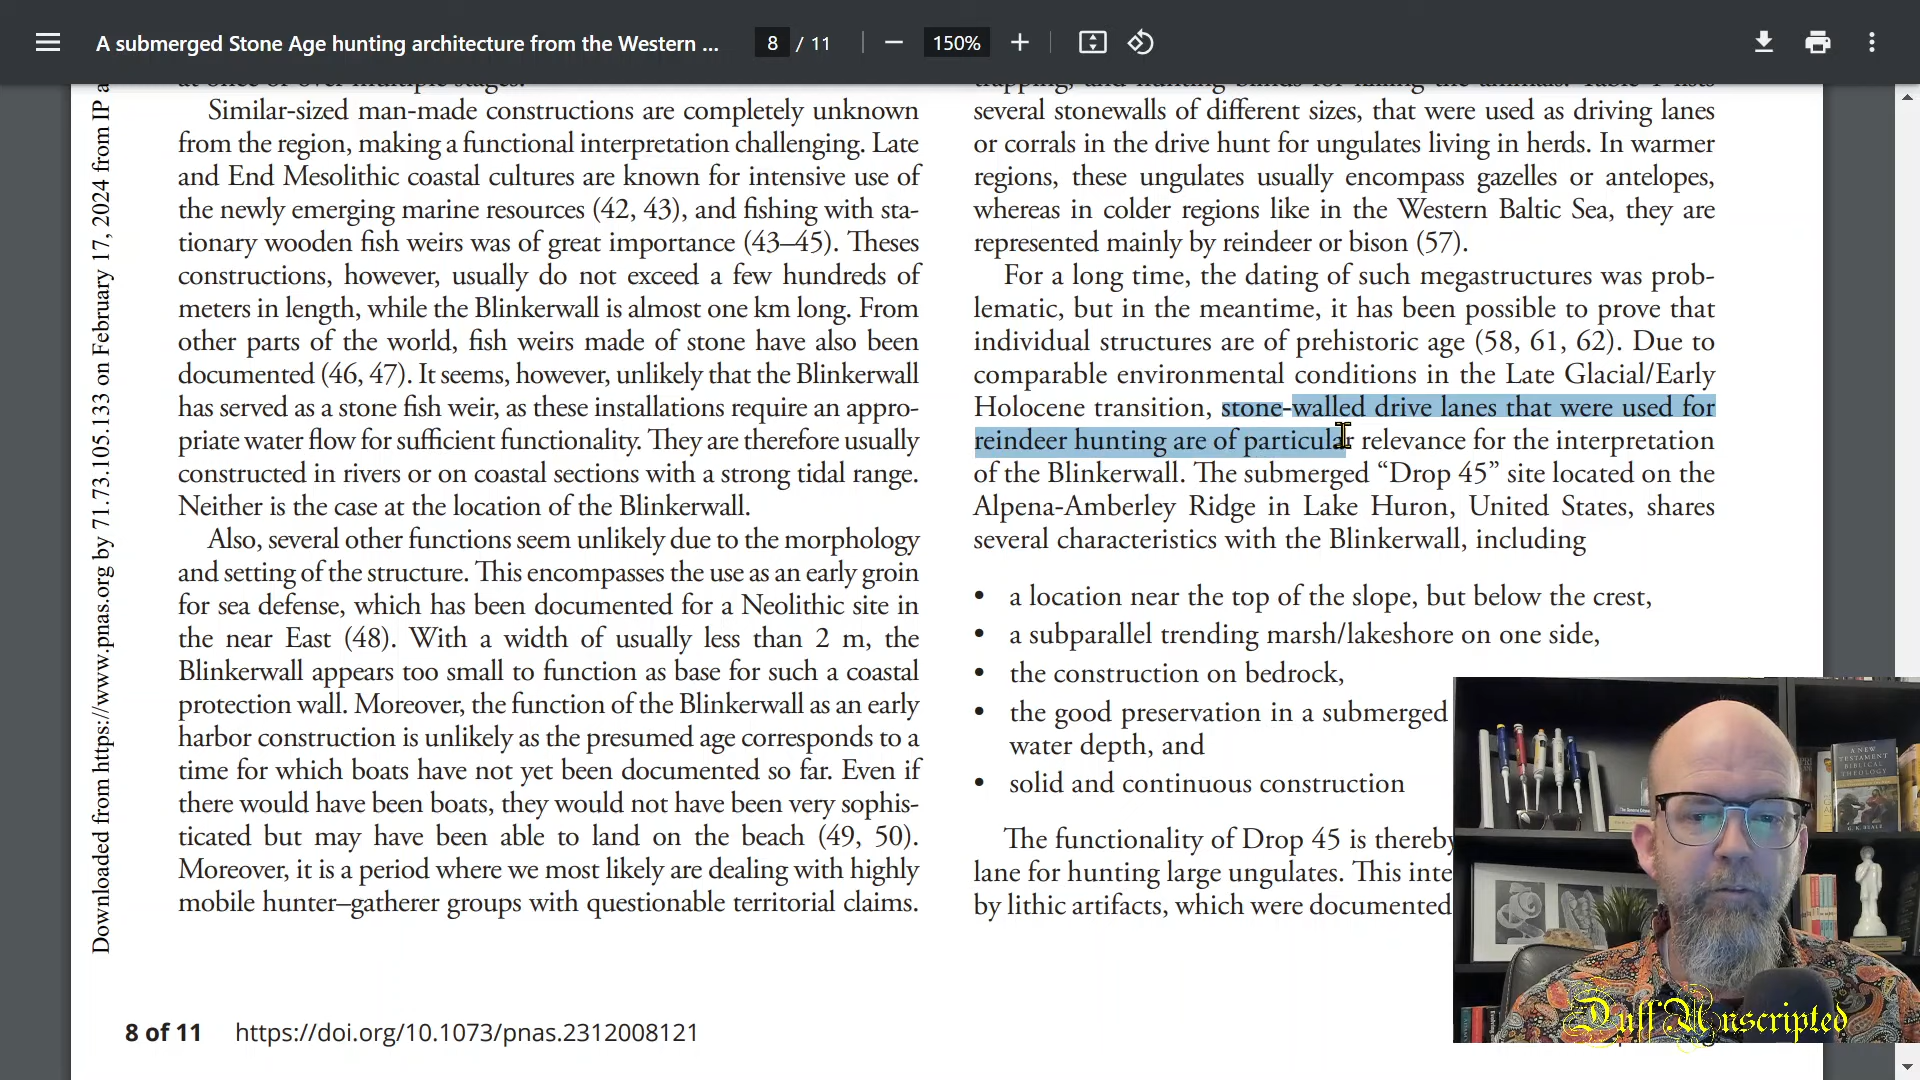 A submerged Stone Age hunting architecture from the Western ...
8 / 11
150%
Downloaded from https://www.pnas.org by 71.73.105.133 on February 17, 2024 from IP a
Similar-sized man-made constructions are completely unknown
from the region, making a functional interpretation challenging. Late
and End Mesolithic coastal cultures are known for intensive use of
the newly emerging marine resources (42, 43), and fishing with sta-
tionary wooden fish weirs was of great importance (43–45). Theses
constructions, however, usually do not exceed a few hundreds of
meters in length, while the Blinkerwall is almost one km long. From
other parts of the world, fish weirs made of stone have also been
documented (46, 47). It seems, however, unlikely that the Blinkerwall
has served as a stone fish weir, as these installations require an appro-
priate water flow for sufficient functionality. They are therefore usually
constructed in rivers or on coastal sections with a strong tidal range.
Neither is the case at the location of the Blinkerwall.
Also, several other functions seem unlikely due to the morphology
and setting of the structure. This encompasses the use as an early groin
for sea defense, which has been documented for a Neolithic site in
the near East (48). With a width of usually less than 2 m, the
Blinkerwall appears too small to function as base for such a coastal
protection wall. Moreover, the function of the Blinkerwall as an early
harbor construction is unlikely as the presumed age corresponds to a
time for which boats have not yet been documented so far. Even if
there would have been boats, they would not have been very sophis-
ticated but may have been able to land on the beach (49, 50).
Moreover, it is a period where we most likely are dealing with highly
mobile hunter–gatherer groups with questionable territorial claims.
several stonewalls of different sizes, that were used as driving lanes
or corrals in the drive hunt for ungulates living in herds. In warmer
regions, these ungulates usually encompass gazelles or antelopes,
whereas in colder regions like in the Western Baltic Sea, they are
represented mainly by reindeer or bison (57).
For a long time, the dating of such megastructures was prob-
lematic, but in the meantime, it has been possible to prove that
individual structures are of prehistoric age (58, 61, 62). Due to
comparable environmental conditions in the Late Glacial/Early
Holocene transition, stone-walled drive lanes that were used for
reindeer hunting are of particular relevance for the interpretation
of the Blinkerwall. The submerged “Drop 45” site located on the
Alpena-Amberley Ridge in Lake Huron, United States, shares
several characteristics with the Blinkerwall, including
• a location near the top of the slope, but below the crest,
• a subparallel trending marsh/lakeshore on one side,
• the construction on bedrock,
• the good preservation in a submerged
water depth, and
• solid and continuous construction
The functionality of Drop 45 is thereby
lane for hunting large ungulates. This inte
by lithic artifacts, which were documented
8 of 11 https://doi.org/10.1073/pnas.2312008121
A NEW
TESTAMENT
BIBLICAL
THEOLOGY
G. K. BEALE
Duff Unscripted